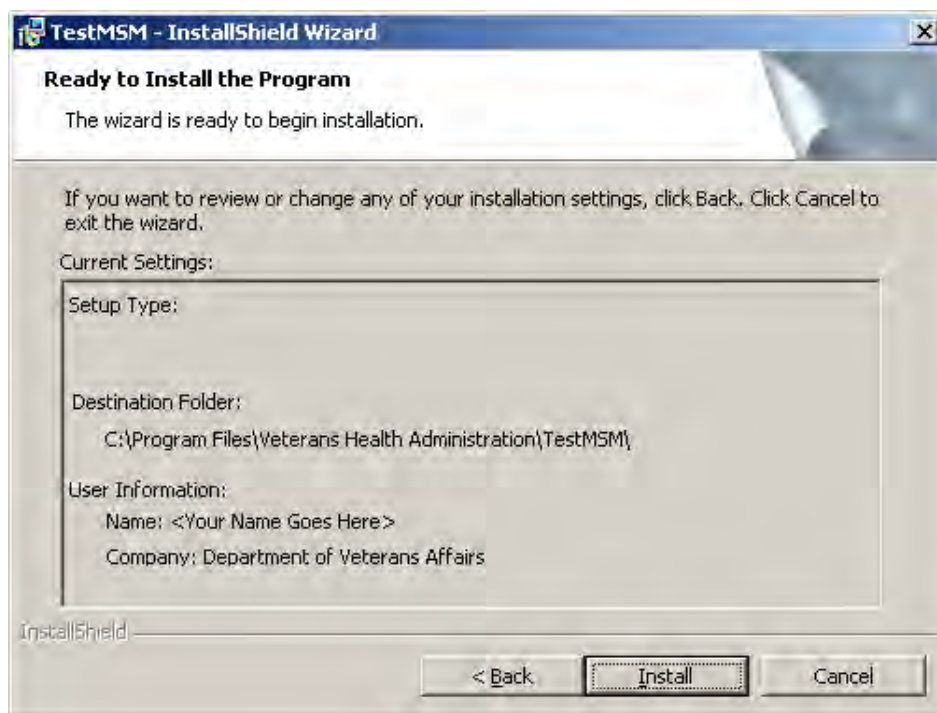 TestMSM - InstallShield Wizard
Ready to Install the Program
The wizard is ready to begin installation.
If you want to review or change any of your installation settings, click Back. Click Cancel to
exit the wizard.
Current Settings:
Setup Type:
Destination Folder:
C:\Program Files\Veterans Health Administration\TestMSM\
User Information:
Name: <Your Name Goes Here>
Company: Department of Veterans Affairs
InstallShield
< Back
Install
Cancel